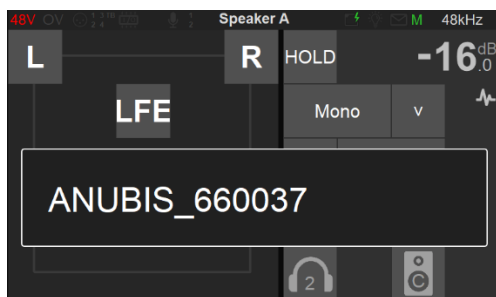 48V OV Speaker A M 48kHz
L R HOLD -16.0 dB
LFE Mono v
ANUBIS_660037
2 C